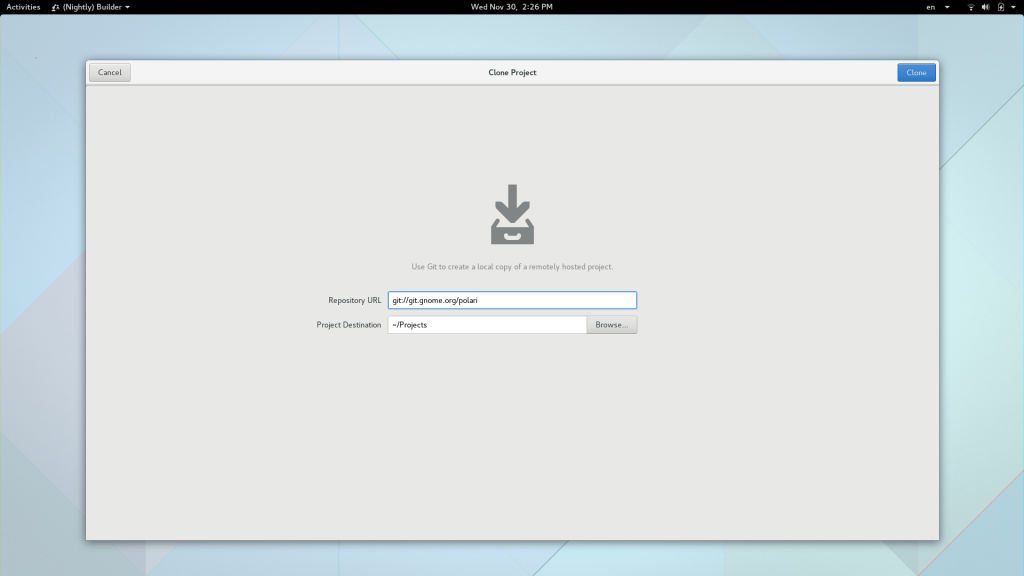 Activities (Nightly) Builder Wed Nov 30, 2:26 PM en
Cancel Clone Project Clone
Use Git to create a local copy of a remotely hosted project.
Repository URL git://git.gnome.org/polari
Project Destination ~/Projects Browse...